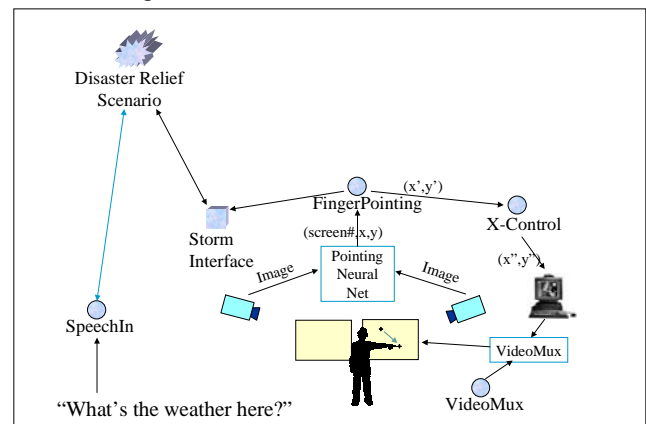 Disaster Relief
Scenario
(x’,y’)
FingerPointing
X-Control
(screen#,x,y)
Storm
Interface
Pointing
Neural
Net
Image
Image
(x”,y”)
SpeechIn
VideoMux
VideoMux
“What’s the weather here?”